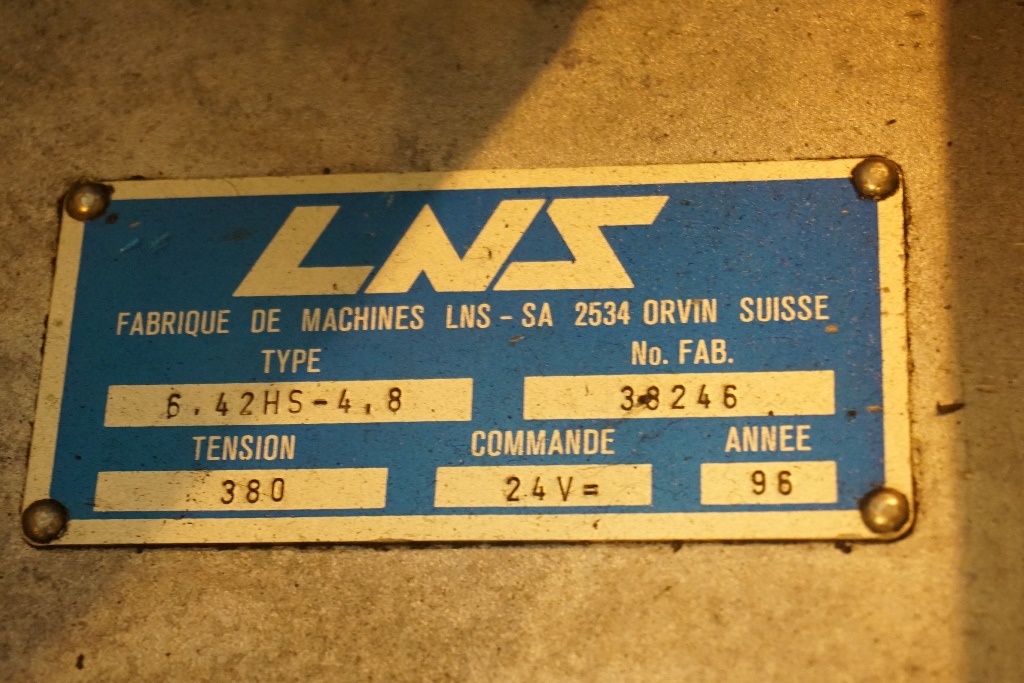 LNS
FABRIQUE DE MACHINES LNS - SA 2534 ORVIN SUISSE
TYPE No. FAB.
6.42HS-4.8 38246
TENSION COMMANDE ANNEE
380 24V= 96